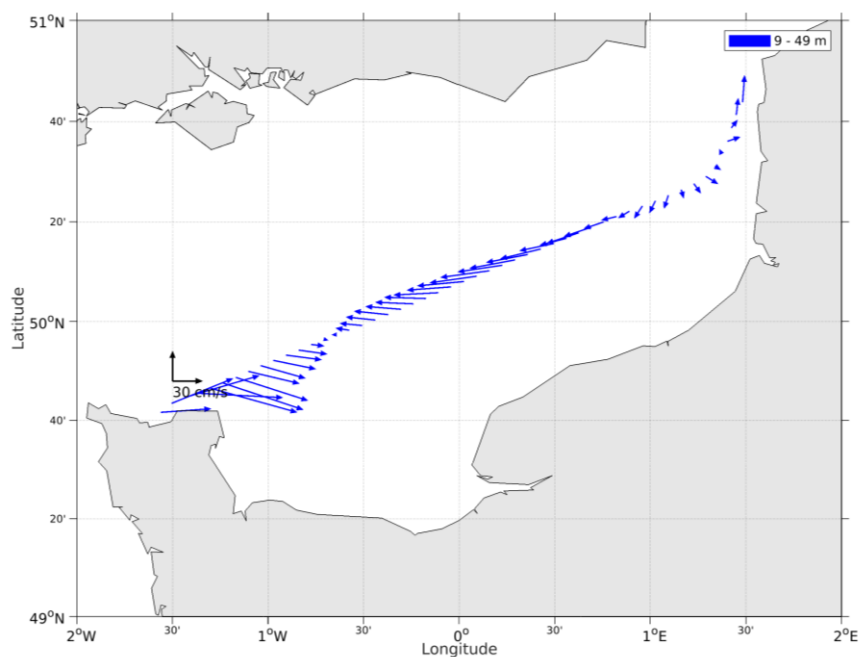 51°N
9 - 49 m
40'
20'
Latitude
50°N
30 cm/s
40'
20'
49°N
2°W
30'
1°W
30'
0°
30'
1°E
30'
2°E
Longitude